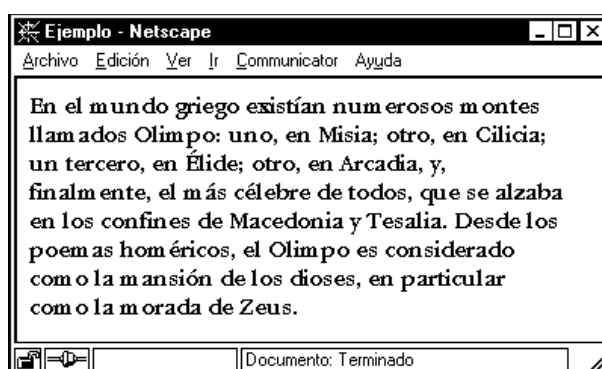 Ejemplo - Netscape
Archivo Edición Ver Ir Communicator Ayuda
En el mundo griego existían numerosos montes
llamados Olimpo: uno, en Misia; otro, en Cilicia;
un tercero, en Élide; otro, en Arcadia, y,
finalmente, el más célebre de todos, que se alzaba
en los confines de Macedonia y Tesalia. Desde los
poemas homéricos, el Olimpo es considerado
como la mansión de los dioses, en particular
como la morada de Zeus.
Documento: Terminado